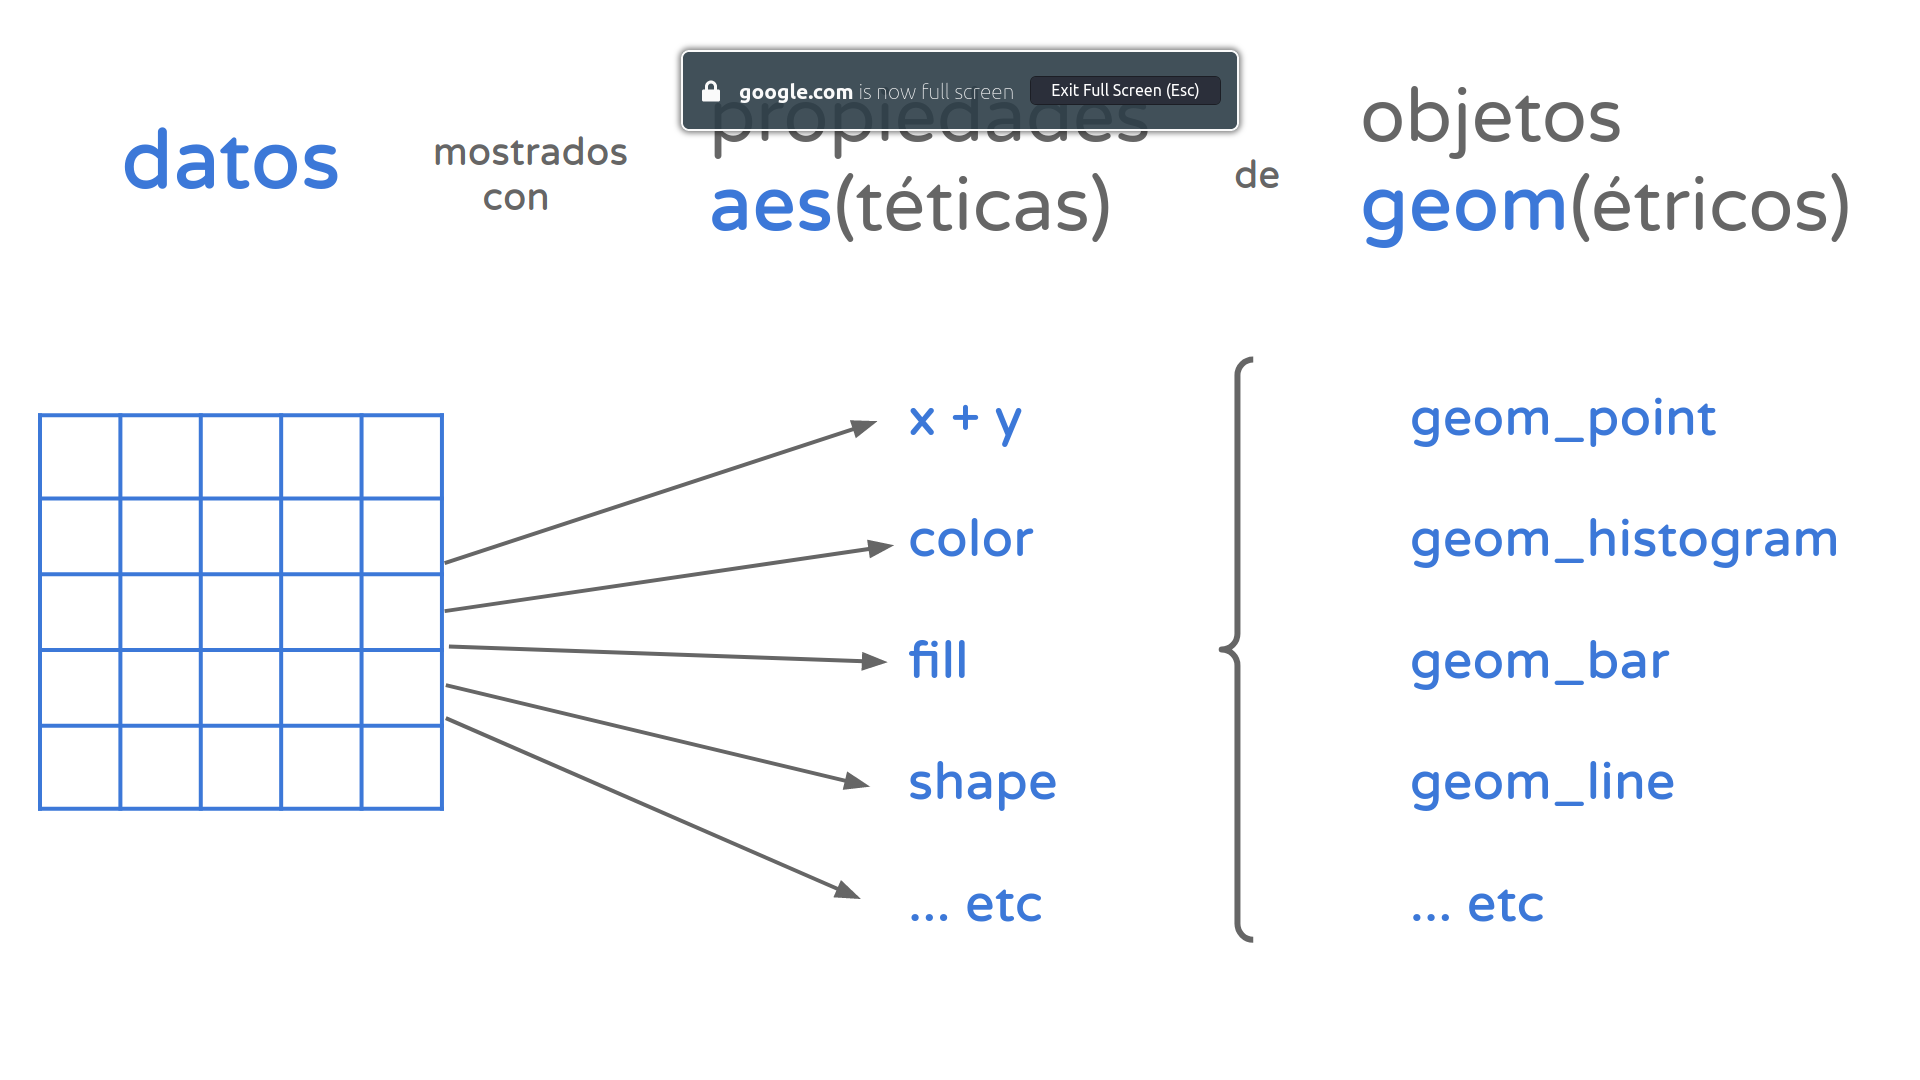 google.com is now full screen
Exit Full Screen (Esc)
datos
mostrados
con
propiedades
aes(téticas)
de
objetos
geom(étricos)
x + y
color
fill
shape
... etc
geom_point
geom_histogram
geom_bar
geom_line
... etc